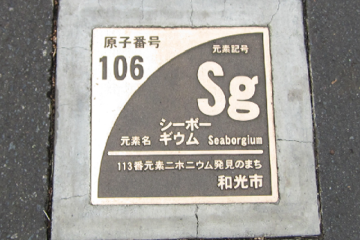 原子番号
106
元素記号
Sg
元素名 シーボーギウム Seaborgium
113番元素ニホニウム発見のまち
和光市